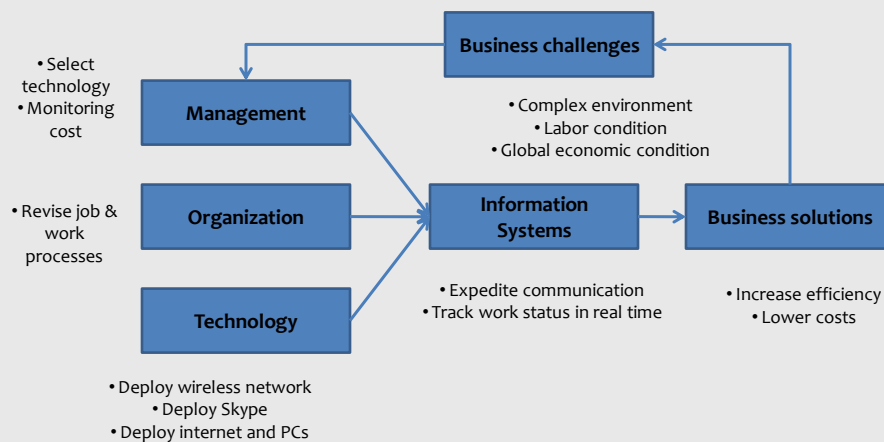 Business challenges
• Select
technology
• Monitoring
cost
Management
• Complex environment
• Labor condition
• Global economic condition
• Revise job &
work
processes
Organization
Information
Systems
Business solutions
• Expedite communication
• Track work status in real time
• Increase efficiency
• Lower costs
Technology
• Deploy wireless network
• Deploy Skype
• Deploy internet and PCs